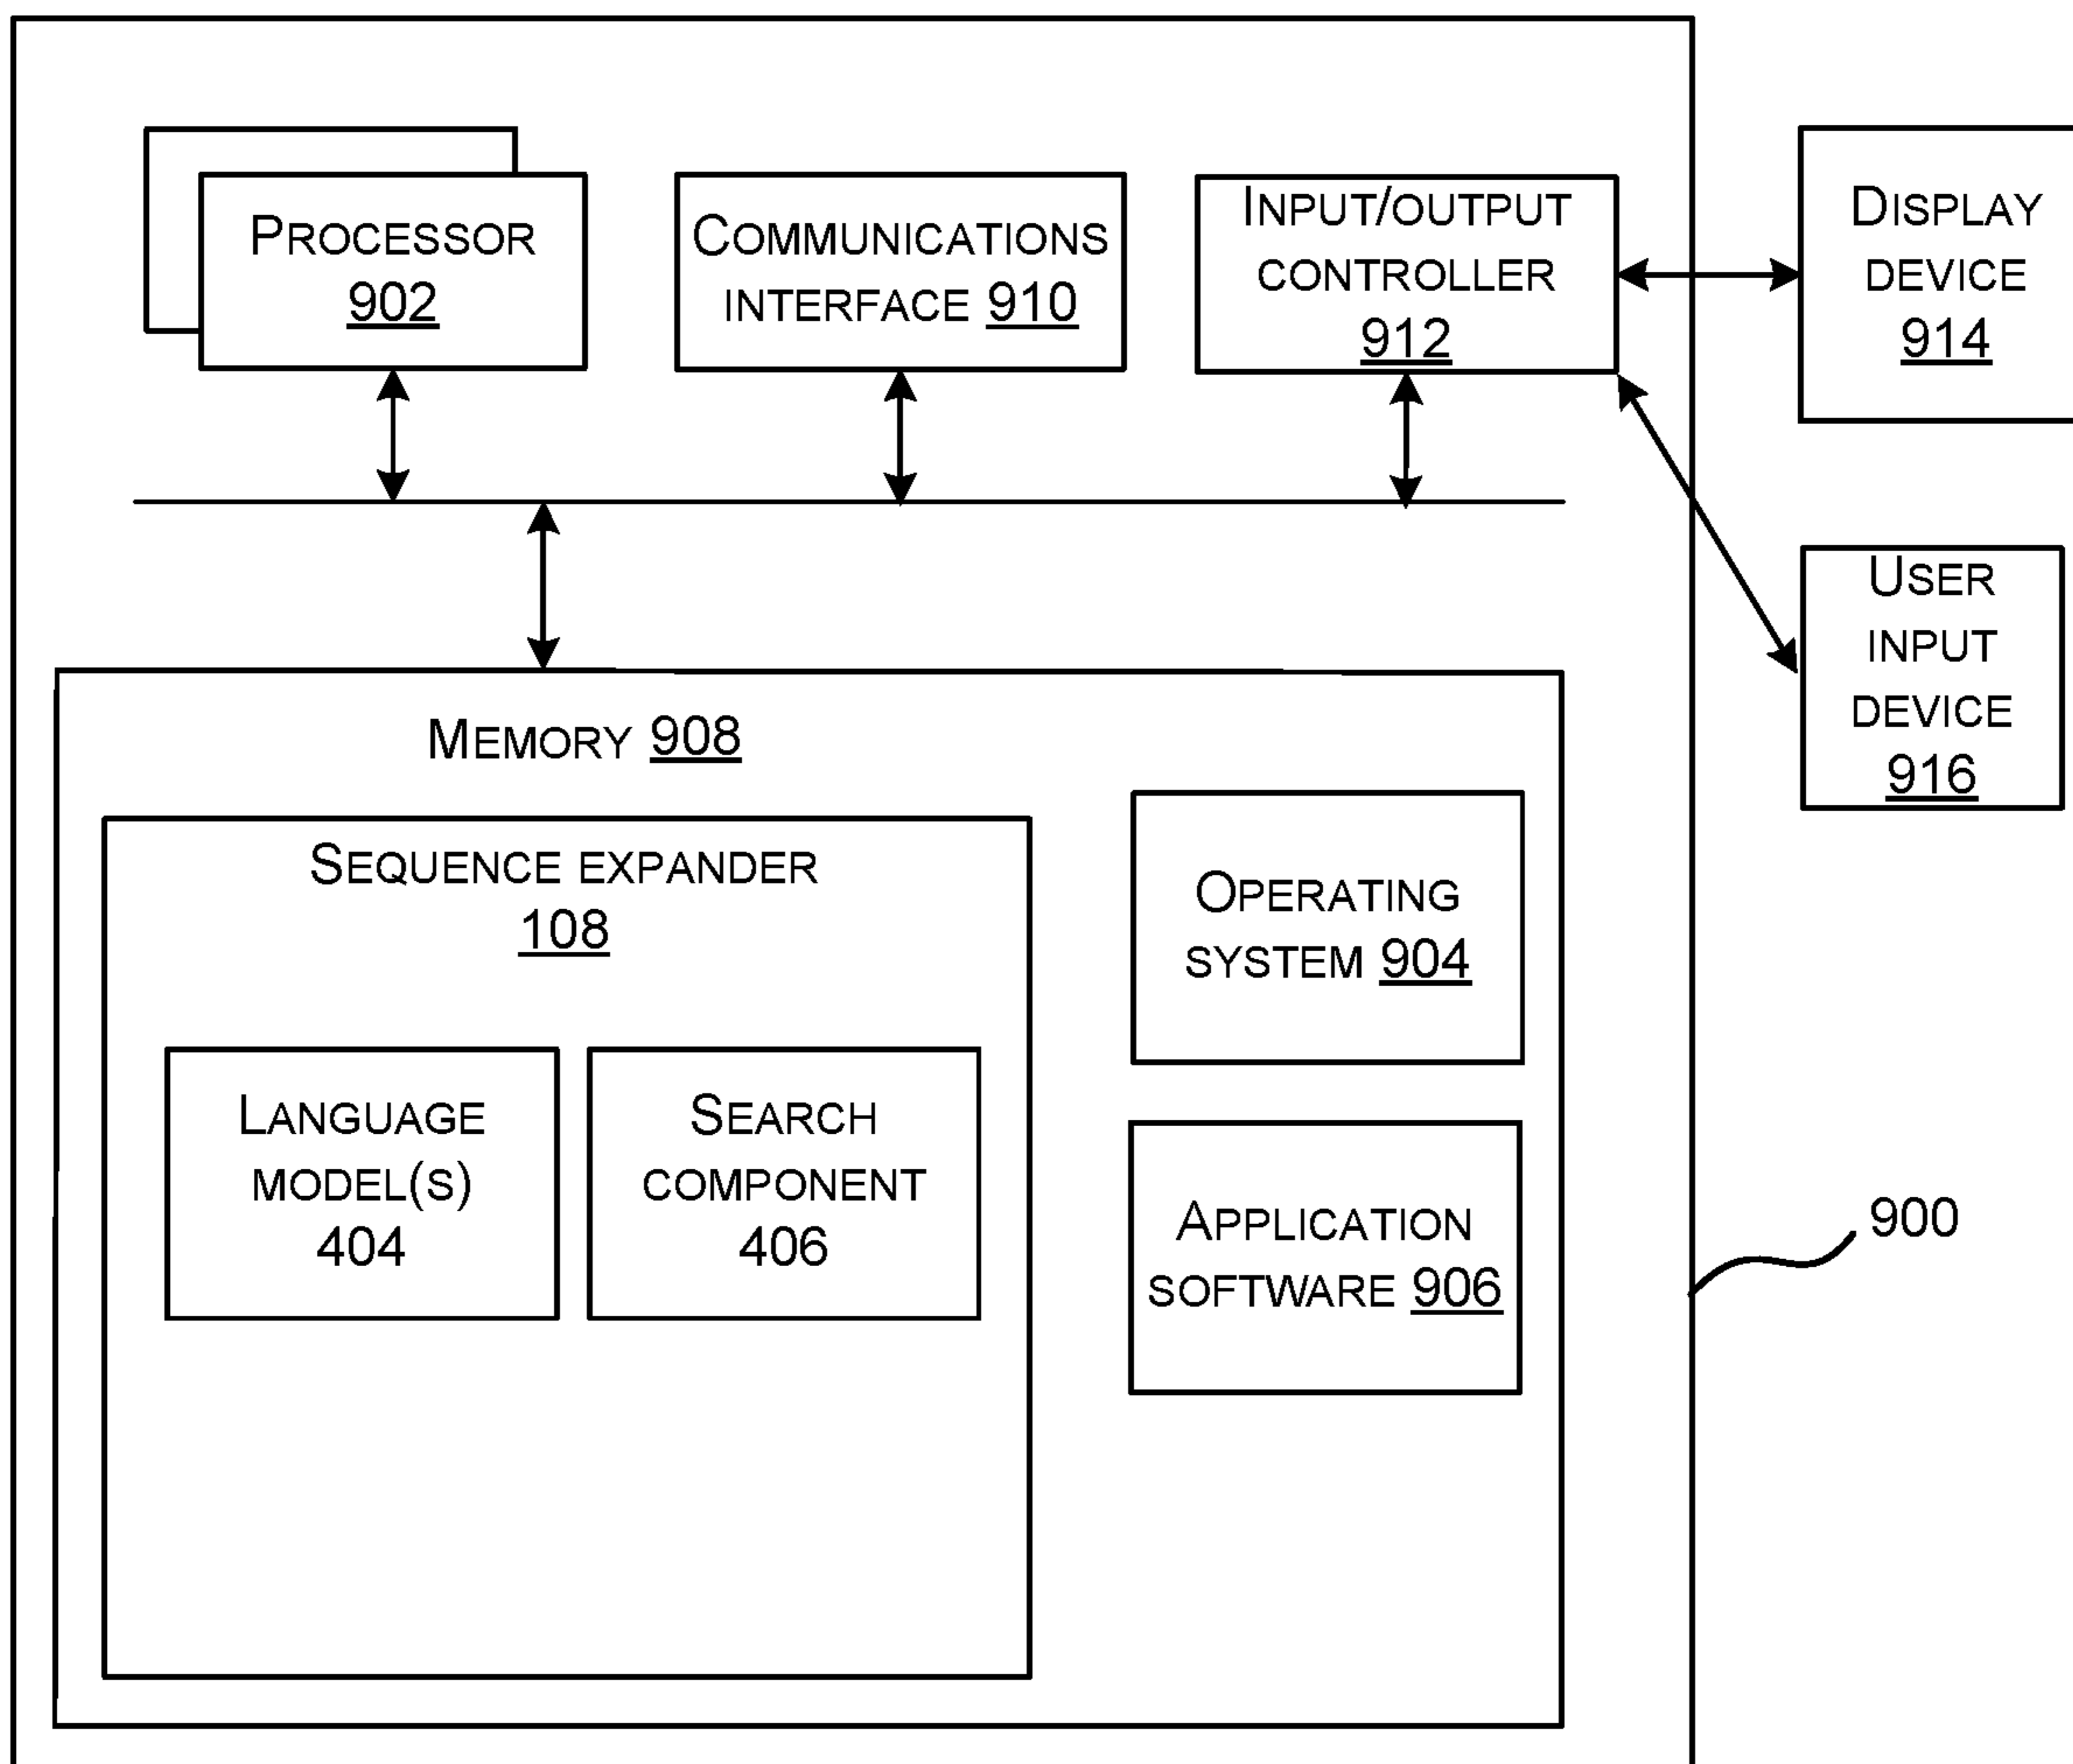 Processor
902
Communications
interface 910
Input/output
controller
912
Display
device
914
User
input
device
916
Memory 908
Sequence expander
108
Language
model(s)
404
Search
component
406
Operating
system 904
Application
software 906
900